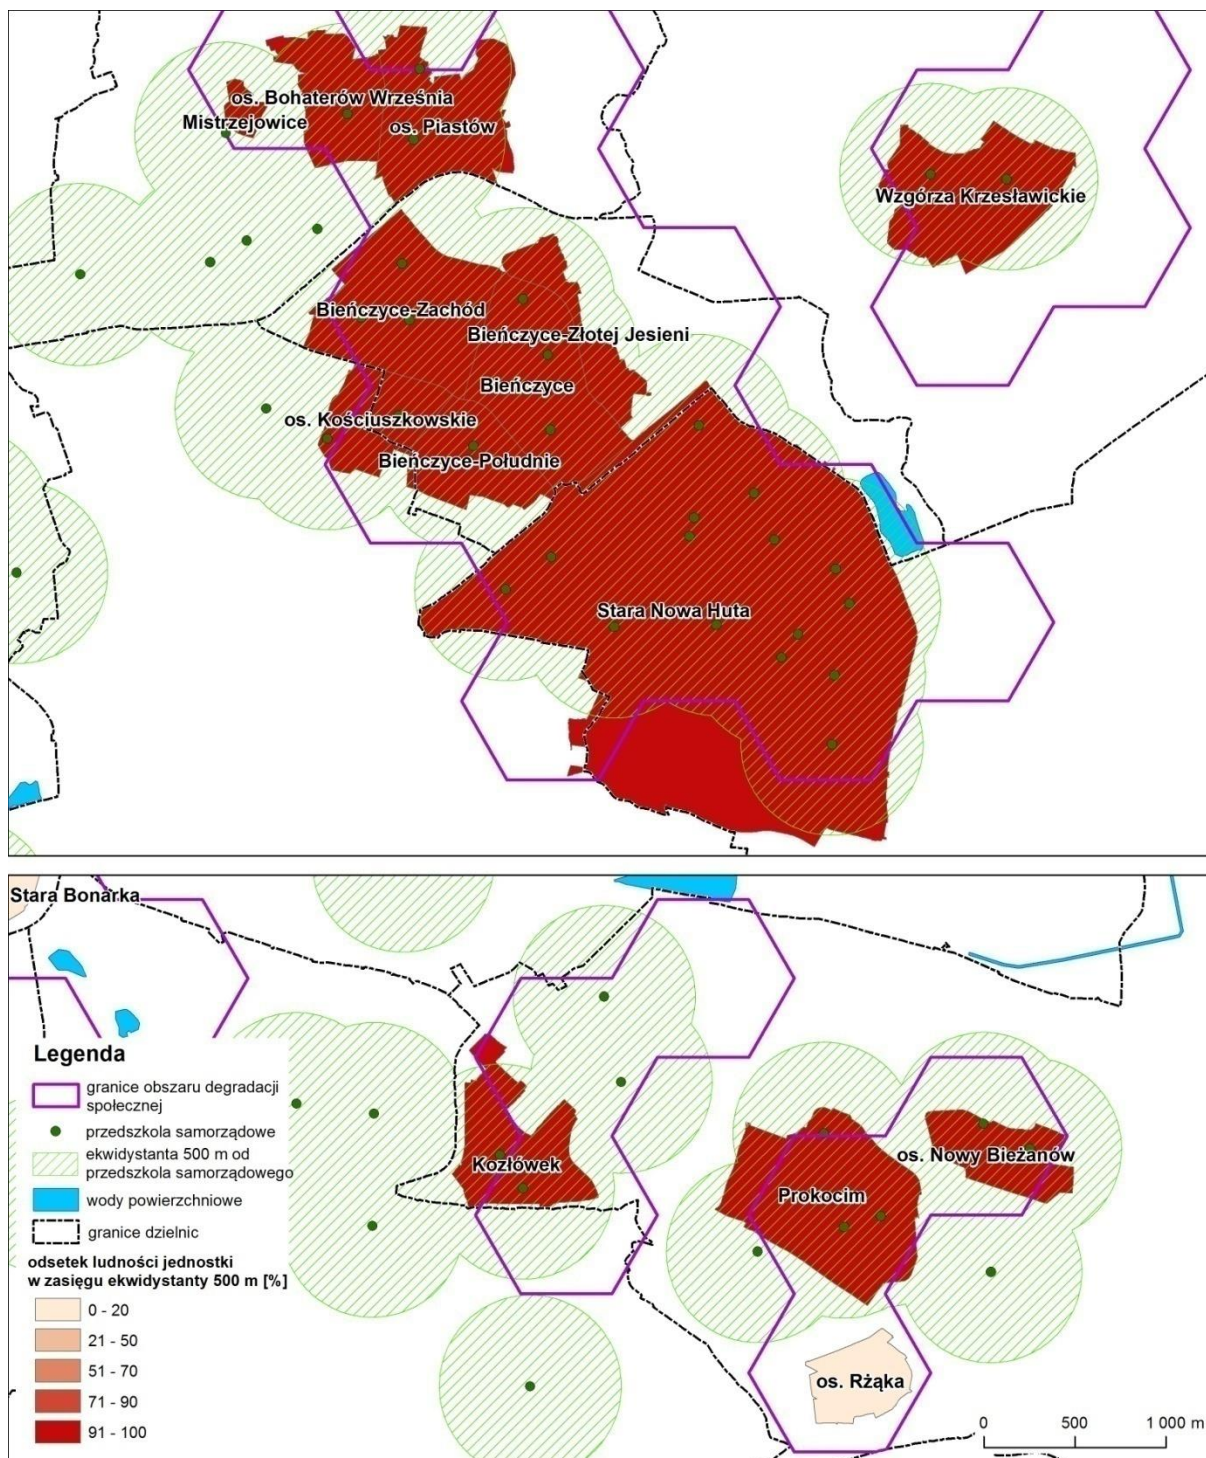 os. Bohaterów Września
Mistrzejowice
os. Piastów
Wzgórza Krzesławickie
Bieńczyce-Zachód
Bieńczyce-Złotej Jesieni
Bieńczyce
os. Kościuszkowskie
Bieńczyce-Południe
Stara Nowa Huta
Stara Bonarka
Kozłówek
os. Nowy Bieżanów
Prokocim
os. Rżąka
Legenda
granice obszaru degradacji
społecznej
przedszkola samorządowe
ekwidystanta 500 m od
przedszkola samorządowego
wody powierzchniowe
granice dzielnic
odsetek ludności jednostki
w zasięgu ekwidystanty 500 m [%]
0 - 20
21 - 50
51 - 70
71 - 90
91 - 100
0 500 1 000 m